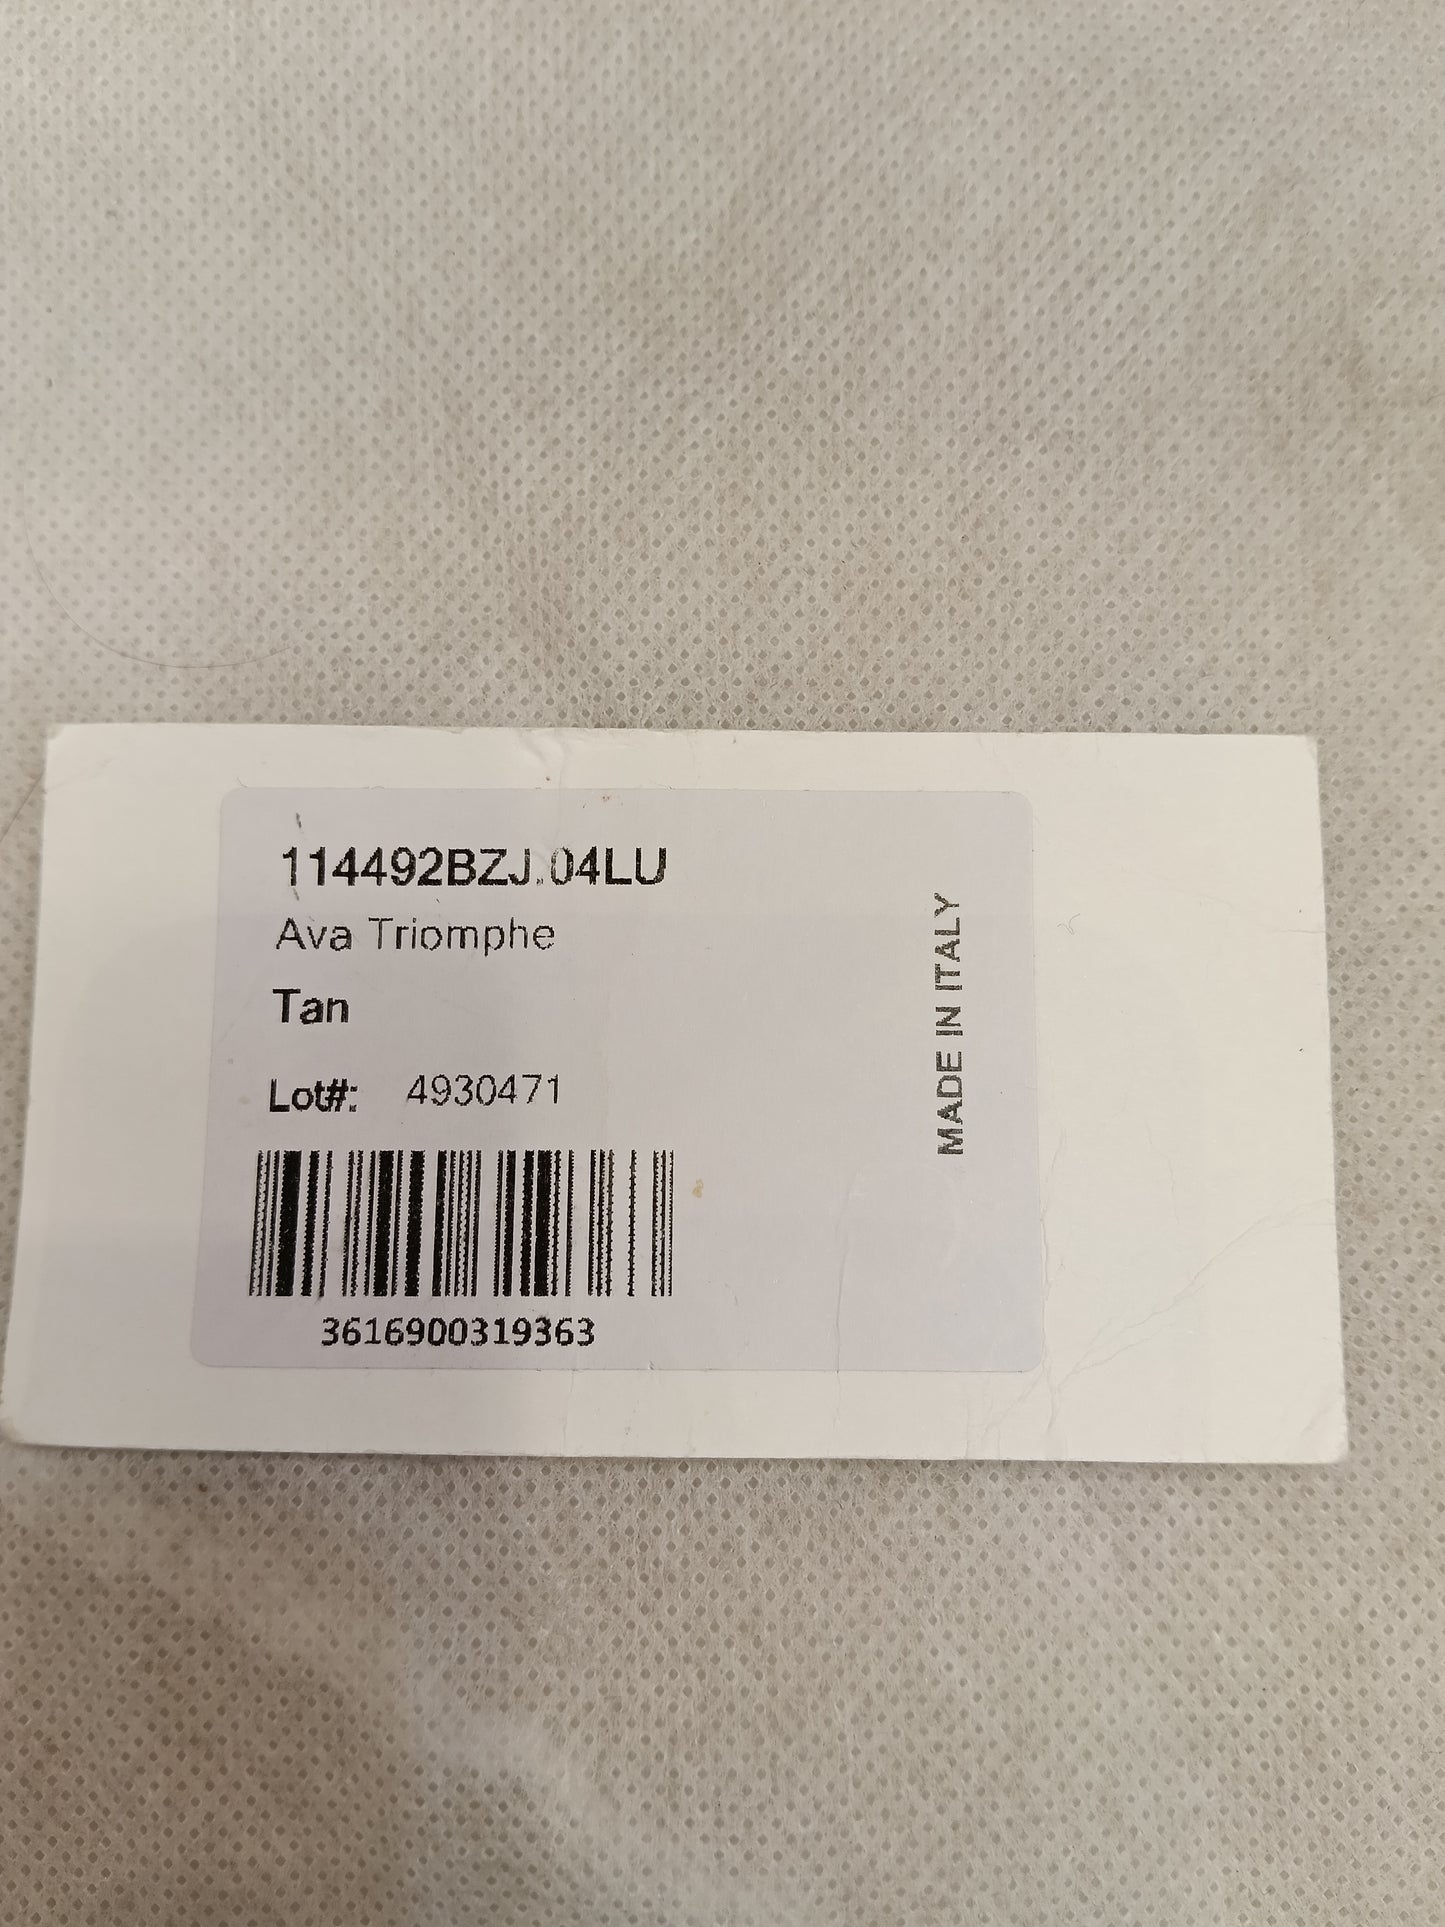 114492BZJ.04LU
Ava Triomphe
Tan
Lot#: 4930471
3616900319363
MADE IN ITALY